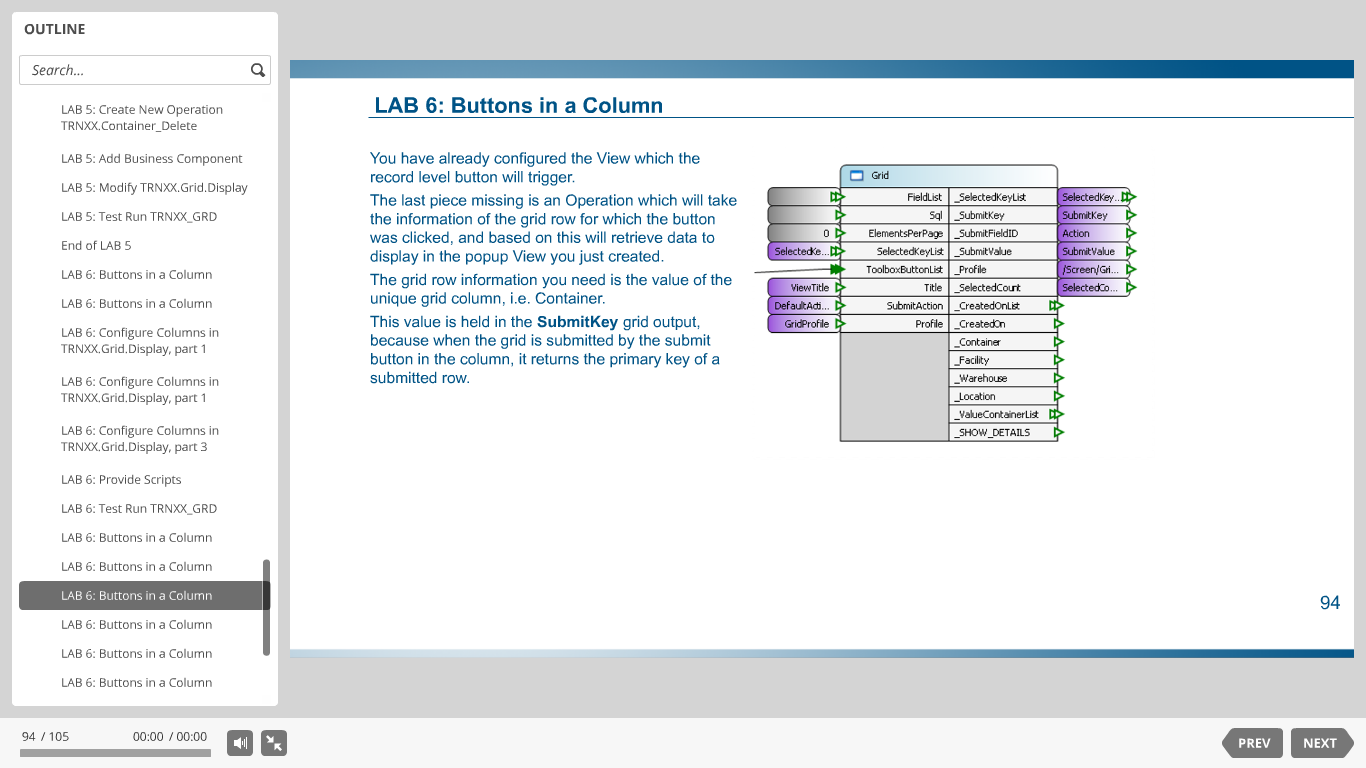 OUTLINE
Search...
LAB 5: Create New Operation
TRNXX.Container_Delete
LAB 5: Add Business Component
LAB 5: Modify TRNXX.Grid.Display
LAB 5: Test Run TRNXX_GRD
End of LAB 5
LAB 6: Buttons in a Column
LAB 6: Buttons in a Column
LAB 6: Configure Columns in
TRNXX.Grid.Display, part 1
LAB 6: Configure Columns in
TRNXX.Grid.Display, part 1
LAB 6: Configure Columns in
TRNXX.Grid.Display, part 3
LAB 6: Provide Scripts
LAB 6: Test Run TRNXX_GRD
LAB 6: Buttons in a Column
LAB 6: Buttons in a Column
LAB 6: Buttons in a Column
LAB 6: Buttons in a Column
LAB 6: Buttons in a Column
LAB 6: Buttons in a Column
LAB 6: Buttons in a Column
You have already configured the View which the
record level button will trigger.
The last piece missing is an Operation which will take
the information of the grid row for which the button
was clicked, and based on this will retrieve data to
display in the popup View you just created.
The grid row information you need is the value of the
unique grid column, i.e. Container.
This value is held in the SubmitKey grid output,
because when the grid is submitted by the submit
button in the column, it returns the primary key of a
submitted row.
Grid
FieldList _SelectedKeyList SelectedKey...
Sql _SubmitKey SubmitKey
0 ElementsPerPage _SubmitFieldID Action
SelectedKe... SelectedKeyList _SubmitValue SubmitValue
ToolboxButtonList _Profile /Screen/Gri...
ViewTitle Title _SelectedCount SelectedCo...
DefaultActi... SubmitAction _CreatedOnList
GridProfile Profile _CreatedOn
_Container
_Facility
_Warehouse
_Location
_ValueContainerList
_SHOW_DETAILS
94
94 / 105 00:00 / 00:00
PREV NEXT